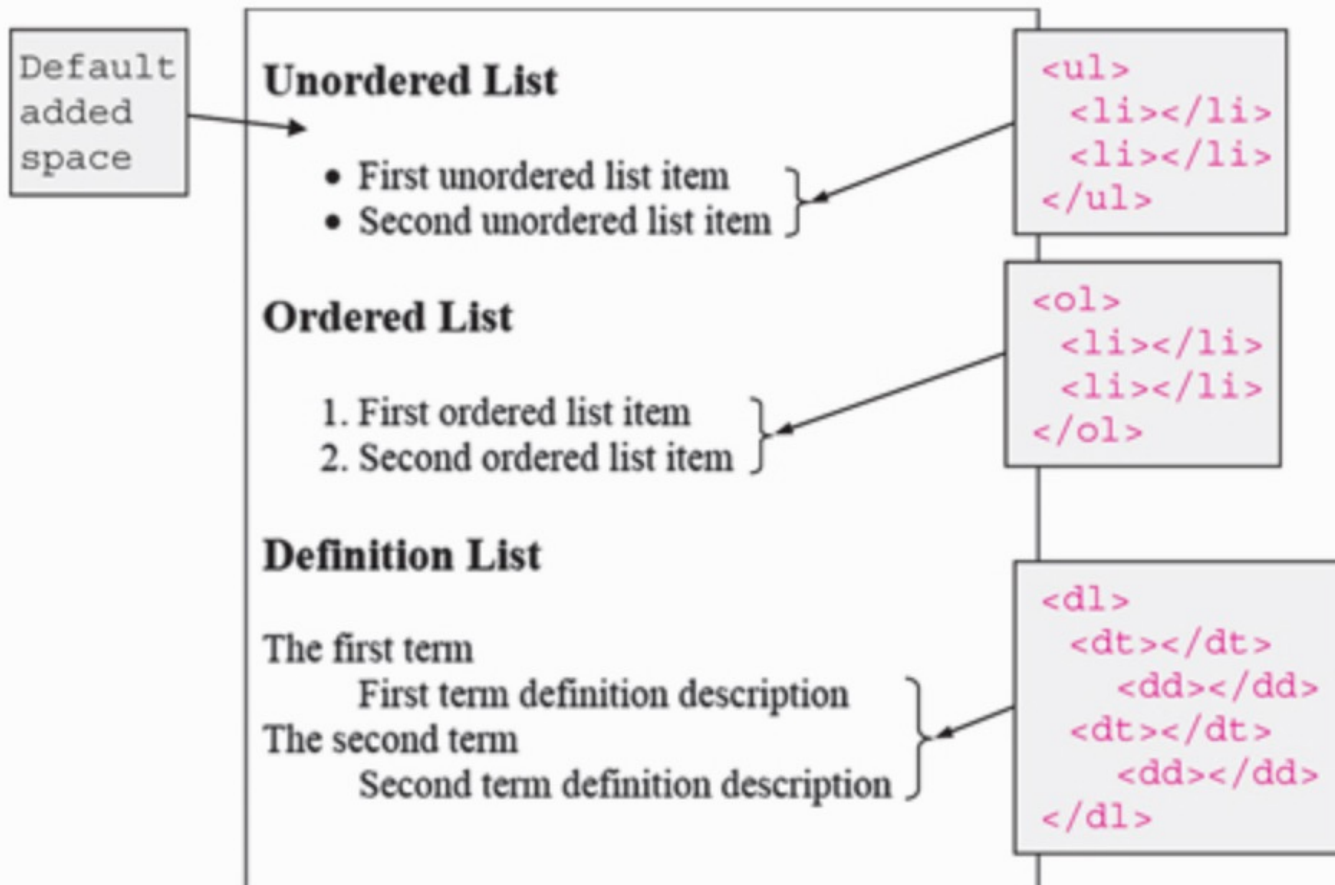 Default
added
space
Unordered List
• First unordered list item
• Second unordered list item
<ul>
<li></li>
<li></li>
</ul>
Ordered List
1. First ordered list item
2. Second ordered list item
<ol>
<li></li>
<li></li>
</ol>
Definition List
The first term
First term definition description
The second term
Second term definition description
<dl>
<dt></dt>
<dd></dd>
<dt></dt>
<dd></dd>
</dl>